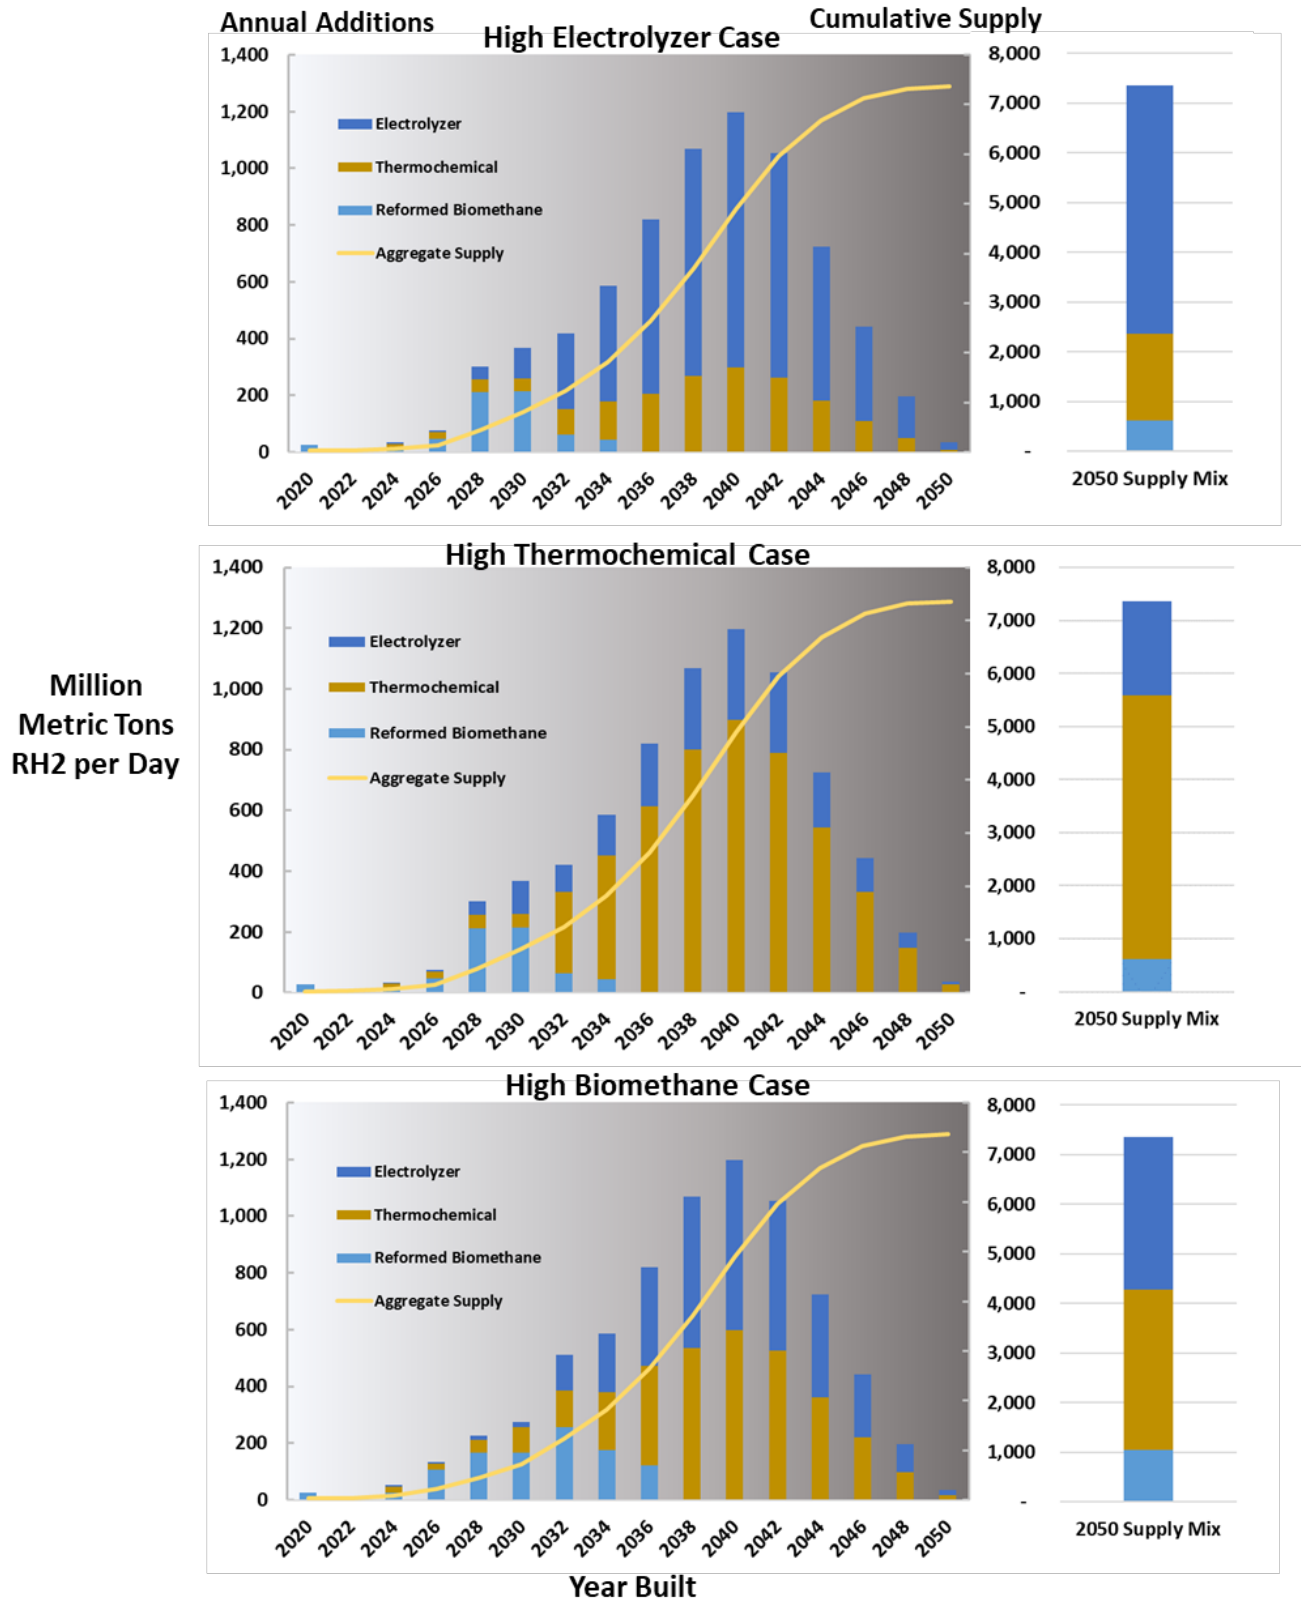 Annual Additions
Cumulative Supply
High Electrolyzer Case
1,400
1,200
1,000
800
600
400
200
0
Electrolyzer
Thermochemical
Reformed Biomethane
Aggregate Supply
2020 2022 2024 2026 2028 2030 2032 2034 2036 2038 2040 2042 2044 2046 2048 2050
8,000
7,000
6,000
5,000
4,000
3,000
2,000
1,000
-
2050 Supply Mix
High Thermochemical Case
1,400
1,200
1,000
800
600
400
200
0
Electrolyzer
Thermochemical
Reformed Biomethane
Aggregate Supply
2020 2022 2024 2026 2028 2030 2032 2034 2036 2038 2040 2042 2044 2046 2048 2050
8,000
7,000
6,000
5,000
4,000
3,000
2,000
1,000
-
2050 Supply Mix
Million
Metric Tons
RH2 per Day
High Biomethane Case
1,400
1,200
1,000
800
600
400
200
0
Electrolyzer
Thermochemical
Reformed Biomethane
Aggregate Supply
2020 2022 2024 2026 2028 2030 2032 2034 2036 2038 2040 2042 2044 2046 2048 2050
8,000
7,000
6,000
5,000
4,000
3,000
2,000
1,000
-
2050 Supply Mix
Year Built